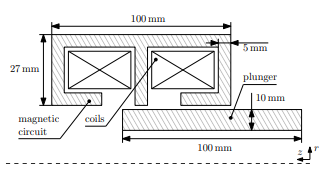 100 mm
5 mm
27 mm
plunger
10 mm
magnetic
circuit
coils
100 mm
z
r